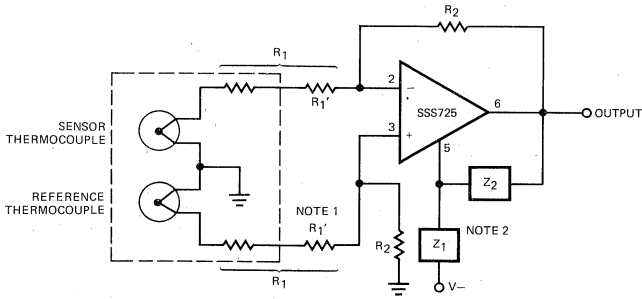 R2
R1
R1'
2
−
SSS725
6
OUTPUT
3
+
5
SENSOR
THERMOCOUPLE
Z2
REFERENCE
THERMOCOUPLE
NOTE 1
R1'
R2
Z1
NOTE 2
R1
V−